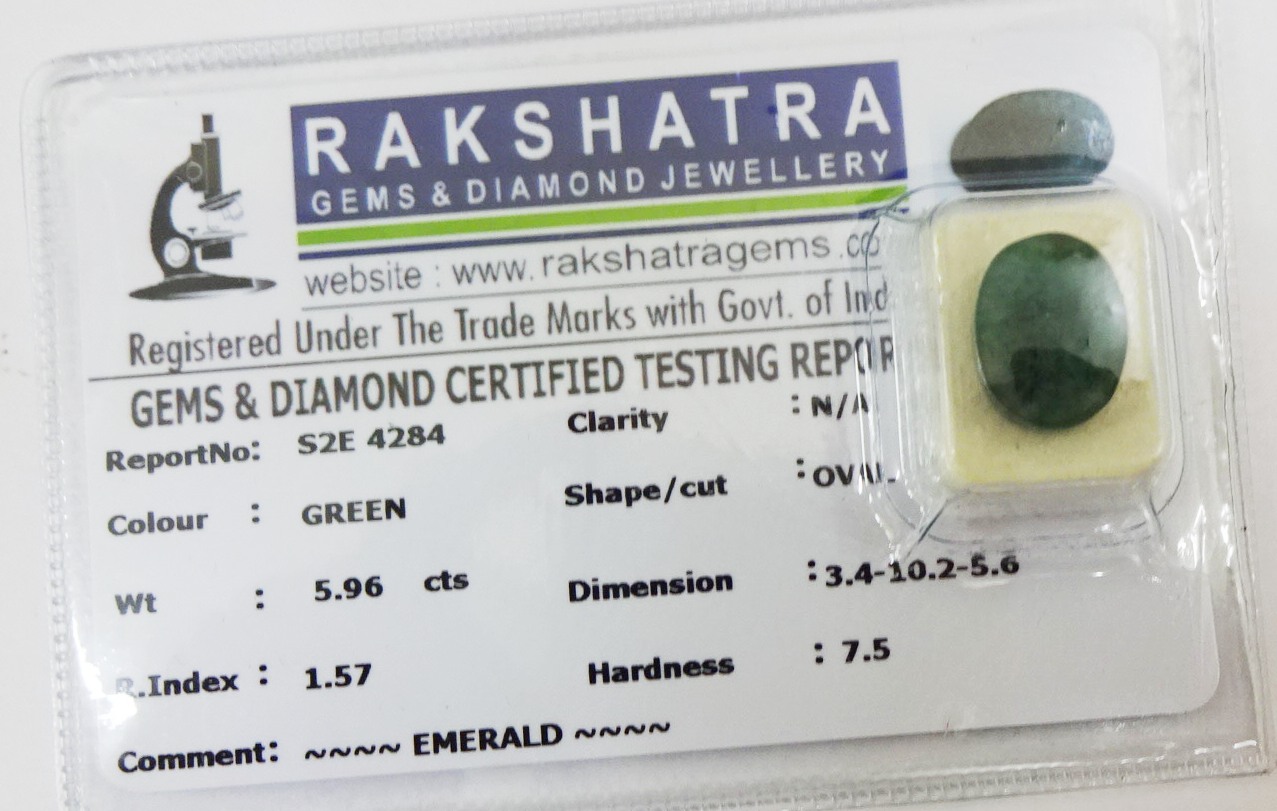 RAKSHATRA
GEMS & DIAMOND JEWELLERY
website : www.rakshatragems.co
Registered Under The Trade Marks with Govt. of Ind
GEMS & DIAMOND CERTIFIED TESTING REPOR
ReportNo: S2E 4284 Clarity : N/A
Colour : GREEN Shape/cut : OVAL
Wt : 5.96 cts Dimension : 3.4-10.2-5.6
R.Index : 1.57 Hardness : 7.5
Comment: ~~~~ EMERALD ~~~~